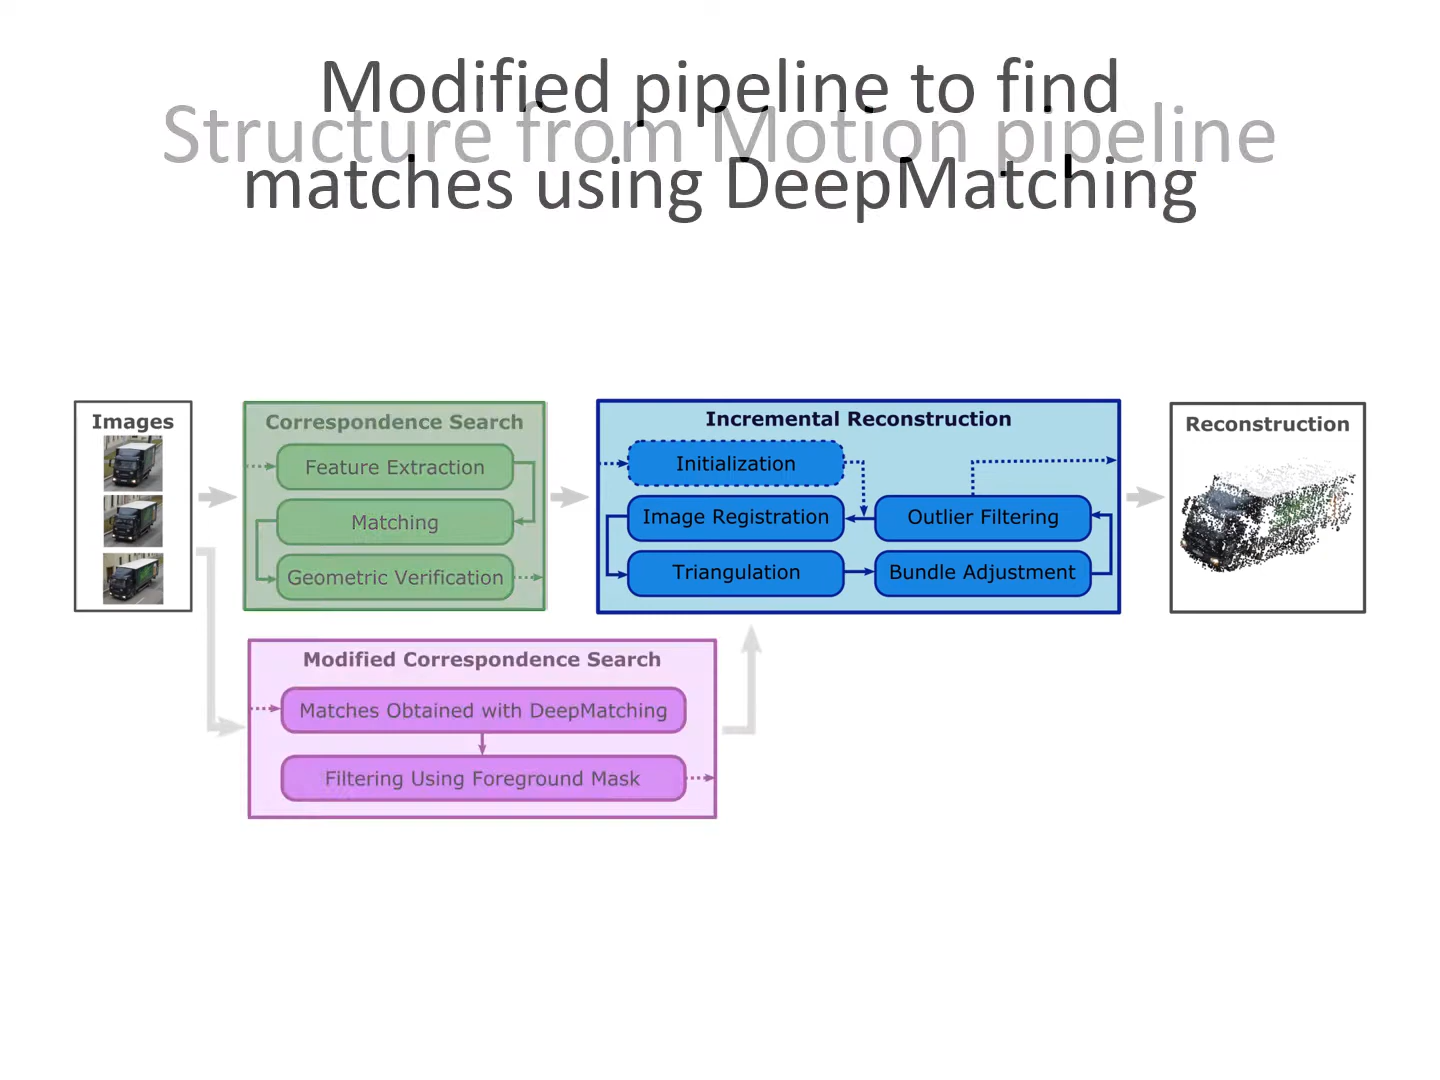 Modified pipeline to find
Structure from Motion pipeline
matches using DeepMatching
Images
Correspondence Search
Feature Extraction
Matching
Geometric Verification
Incremental Reconstruction
Initialization
Image Registration
Outlier Filtering
Triangulation
Bundle Adjustment
Reconstruction
Modified Correspondence Search
Matches Obtained with DeepMatching
Filtering Using Foreground Mask